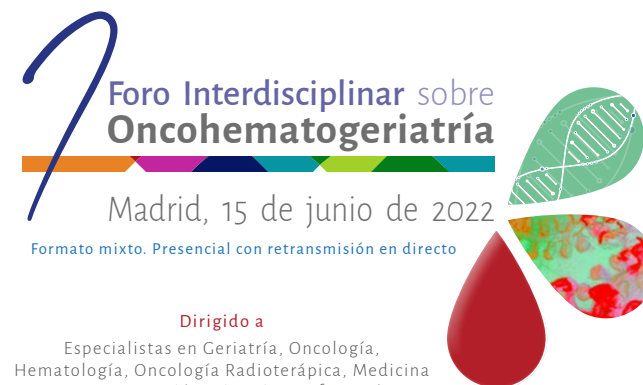 I Foro Interdisciplinar sobre
Oncohematogeriatría
Madrid, 15 de junio de 2022
Formato mixto. Presencial con retransmisión en directo
Dirigido a
Especialistas en Geriatría, Oncología,
Hematología, Oncología Radioterápica, Medicina